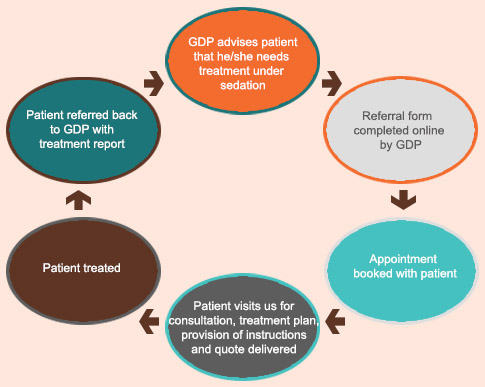 GDP advises patient
that he/she needs
treatment under
sedation
Referral form
completed online
by GDP
Appointment
booked with patient
Patient visits us for
consultation, treatment plan,
provision of instructions
and quote delivered
Patient treated
Patient referred back
to GDP with
treatment report